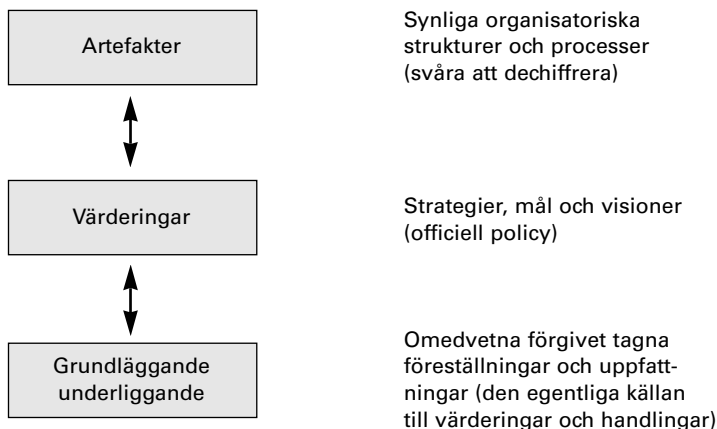 Artefakter
Synliga organisatoriska
strukturer och processer
(svåra att dechiffrera)
Värderingar
Strategier, mål och visioner
(officiell policy)
Grundläggande
underliggande
Omedvetna förgivet tagna
föreställningar och uppfatt-
ningar (den egentliga källan
till värderingar och handlingar)